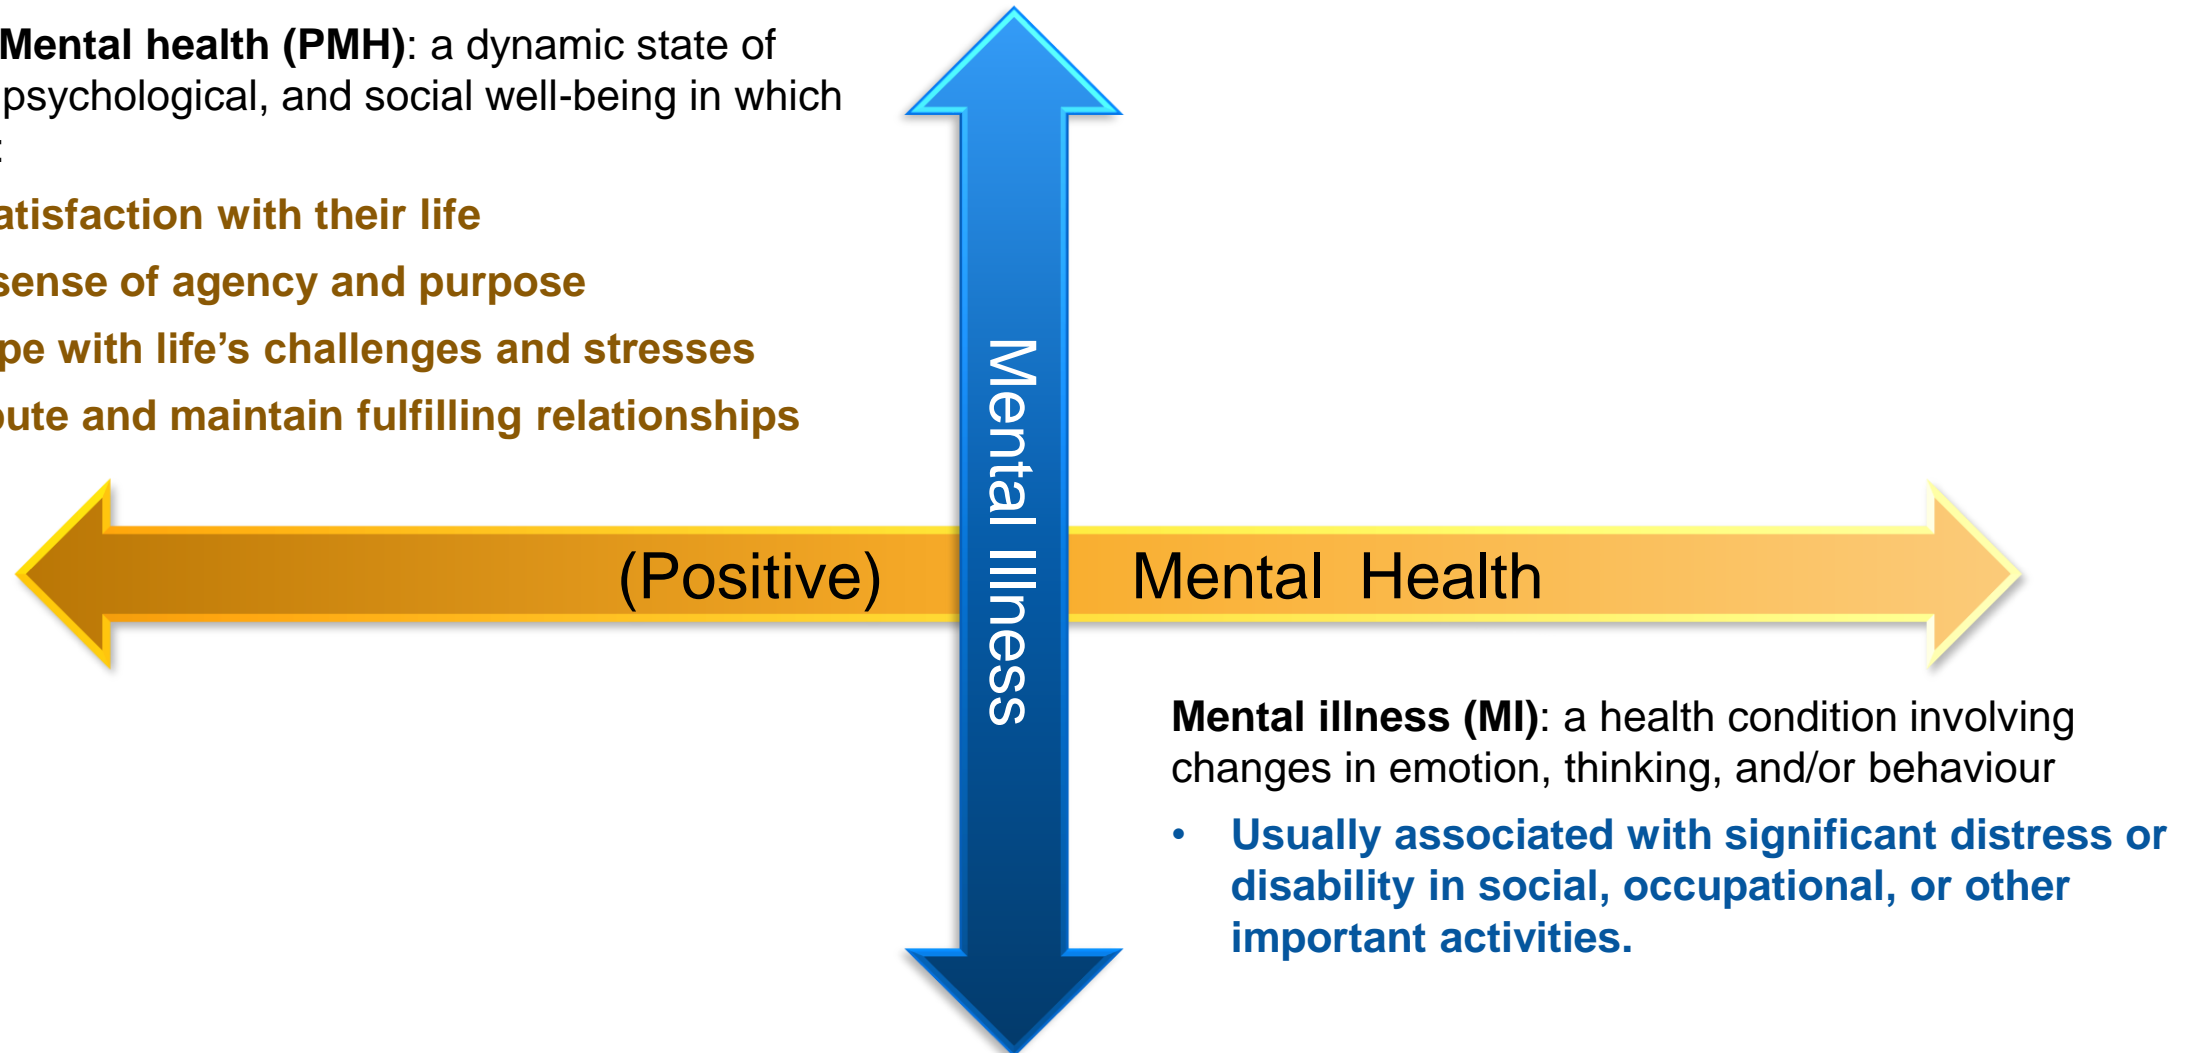 Mental health (PMH): a dynamic state of
psychological, and social well-being in which
:
atisfaction with their life
sense of agency and purpose
pe with life's challenges and stresses
oute and maintain fulfilling relationships
Mental Illness
(Positive) Mental Health
Mental illness (MI): a health condition involving
changes in emotion, thinking, and/or behaviour
• Usually associated with significant distress or
disability in social, occupational, or other
important activities.